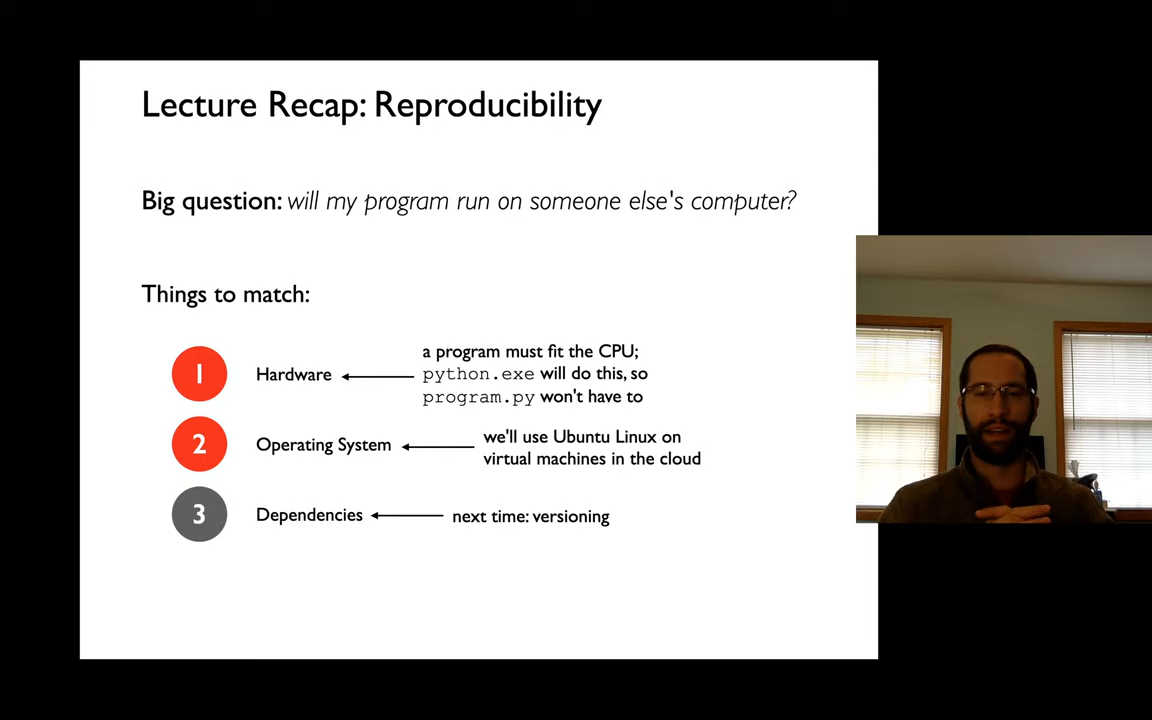 Lecture Recap: Reproducibility
Big question: will my program run on someone else's computer?
Things to match:
1 Hardware
a program must fit the CPU;
python.exe will do this, so
program.py won't have to
2 Operating System
we'll use Ubuntu Linux on
virtual machines in the cloud
3 Dependencies
next time: versioning